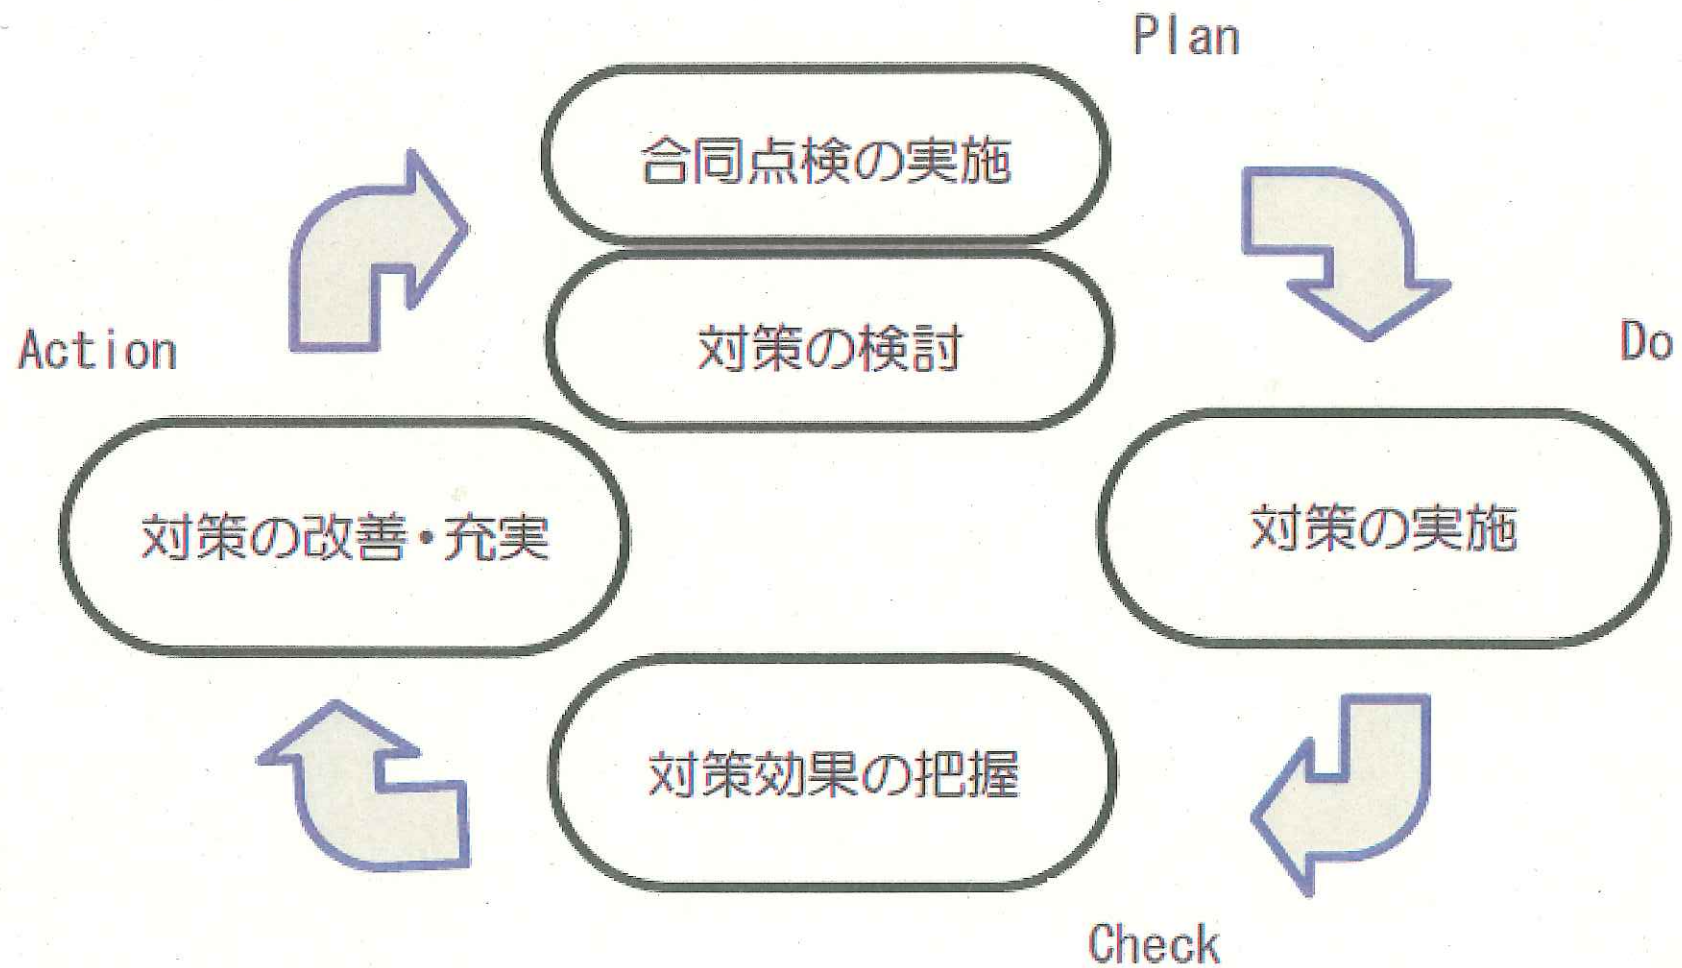 Plan
合同点検の実施
対策の検討
Action
Do
対策の改善・充実
対策の実施
対策効果の把握
Check